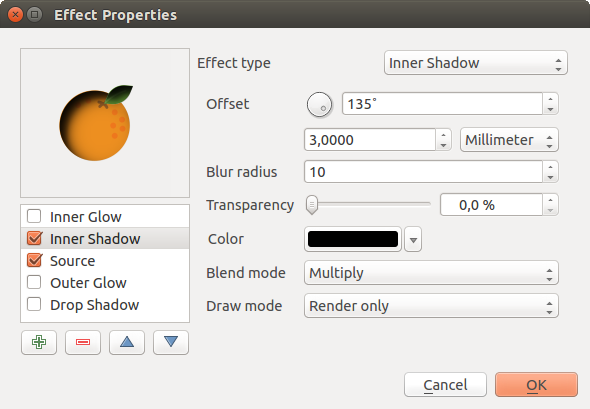 Effect Properties
Effect type Inner Shadow
Offset 135˚
3,0000 Millimeter
Blur radius 10
Transparency 0,0 %
Color
Blend mode Multiply
Draw mode Render only
Inner Glow
Inner Shadow
Source
Outer Glow
Drop Shadow
Cancel OK